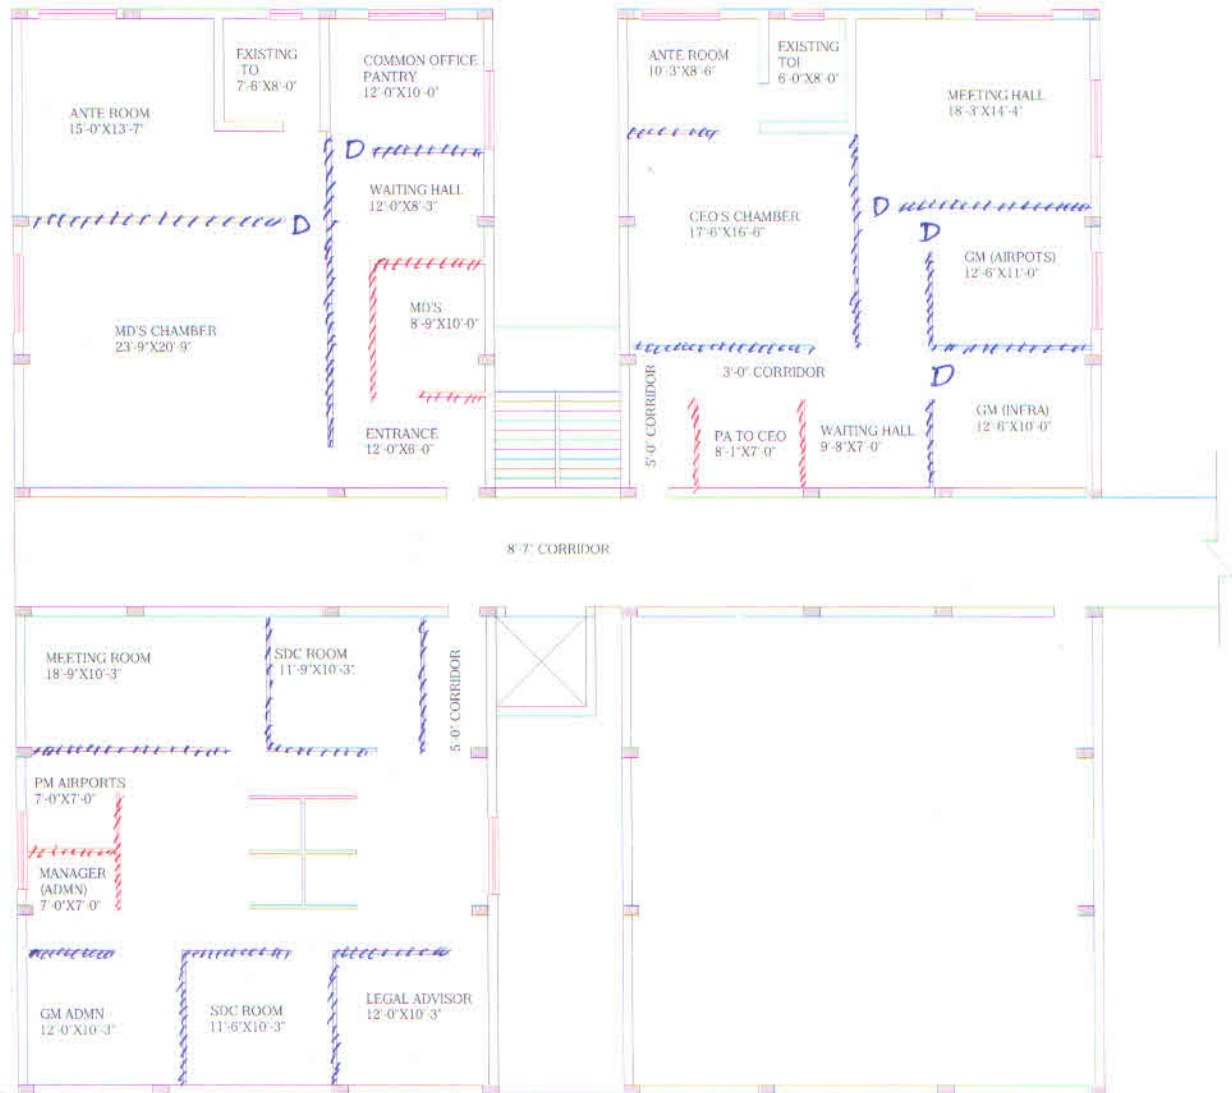 EXISTING
TO
7'-6"X8'-0"
COMMON OFFICE
PANTRY
12'-0"X10'-0"
ANTE ROOM
15'-0"X13'-7"
D
WAITING HALL
12'-0"X8'-3"
D
MD'S
8'-9"X10'-0"
MD'S CHAMBER
23'-9"X20'-9"
ENTRANCE
12'-0"X6'-0"
ANTE ROOM
10'-3"X8'-6"
EXISTING
TOI
6'-0"X8'-0"
MEETING HALL
18'-3"X14'-4"
CEO'S CHAMBER
17'-6"X16'-6"
D
D
GM (AIRPOTS)
12'-6"X11'-0"
3'-0" CORRIDOR
5'-0" CORRIDOR
D
PA TO CEO
8'-1"X7'-0"
WAITING HALL
9'-8"X7'-0"
GM (INFRA)
12'-6"X10'-0"
8'-7" CORRIDOR
MEETING ROOM
18'-9"X10'-3"
SDC ROOM
11'-9"X10'-3"
5'-0" CORRIDOR
PM AIRPORTS
7'-0"X7'-0"
MANAGER
(ADMN)
7'-0"X7'-0"
GM ADMN
12'-0"X10'-3"
SDC ROOM
11'-6"X10'-3"
LEGAL ADVISOR
12'-0"X10'-3"